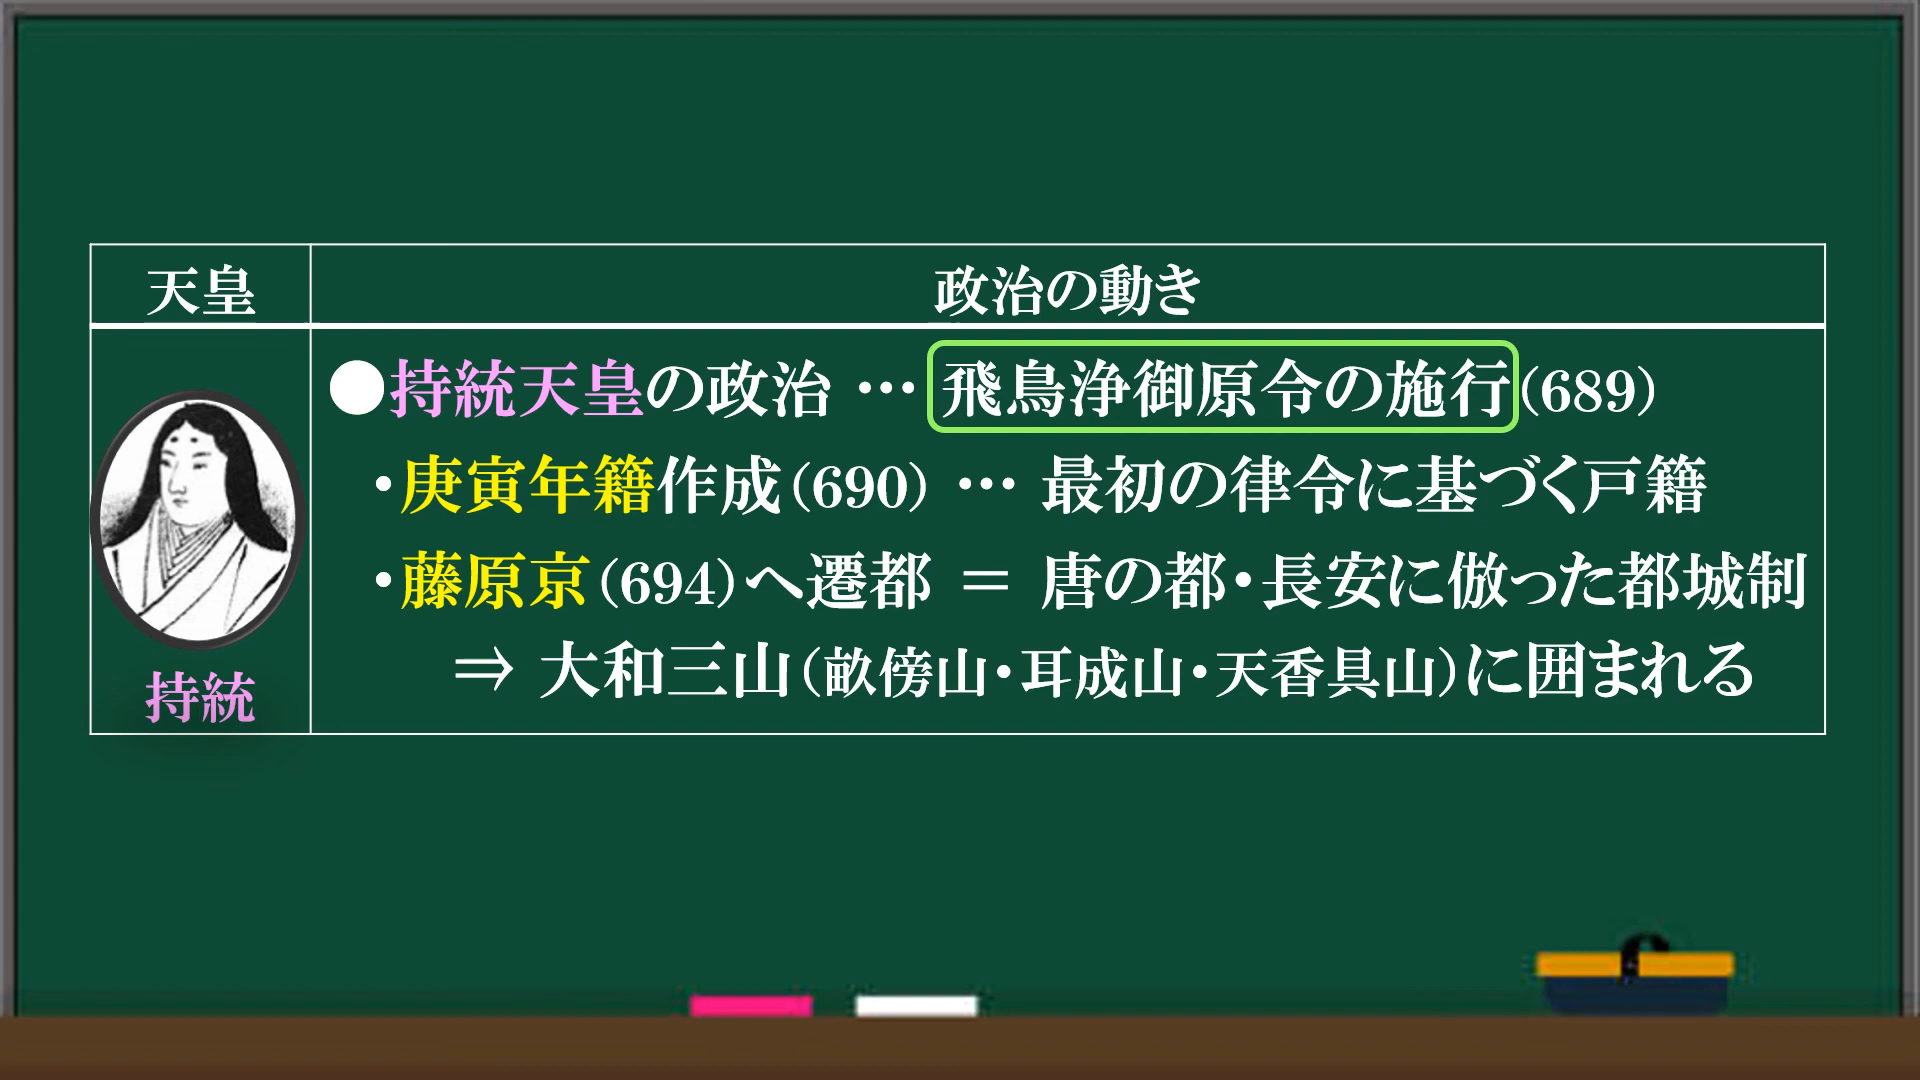 天皇 政治の動き
●持統天皇の政治 … 飛鳥浄御原令の施行(689)
・庚寅年籍作成(690) … 最初の律令に基づく戸籍
・藤原京(694)へ遷都 ＝ 唐の都・長安に倣った都城制
⇒ 大和三山(畝傍山・耳成山・天香具山)に囲まれる
持統